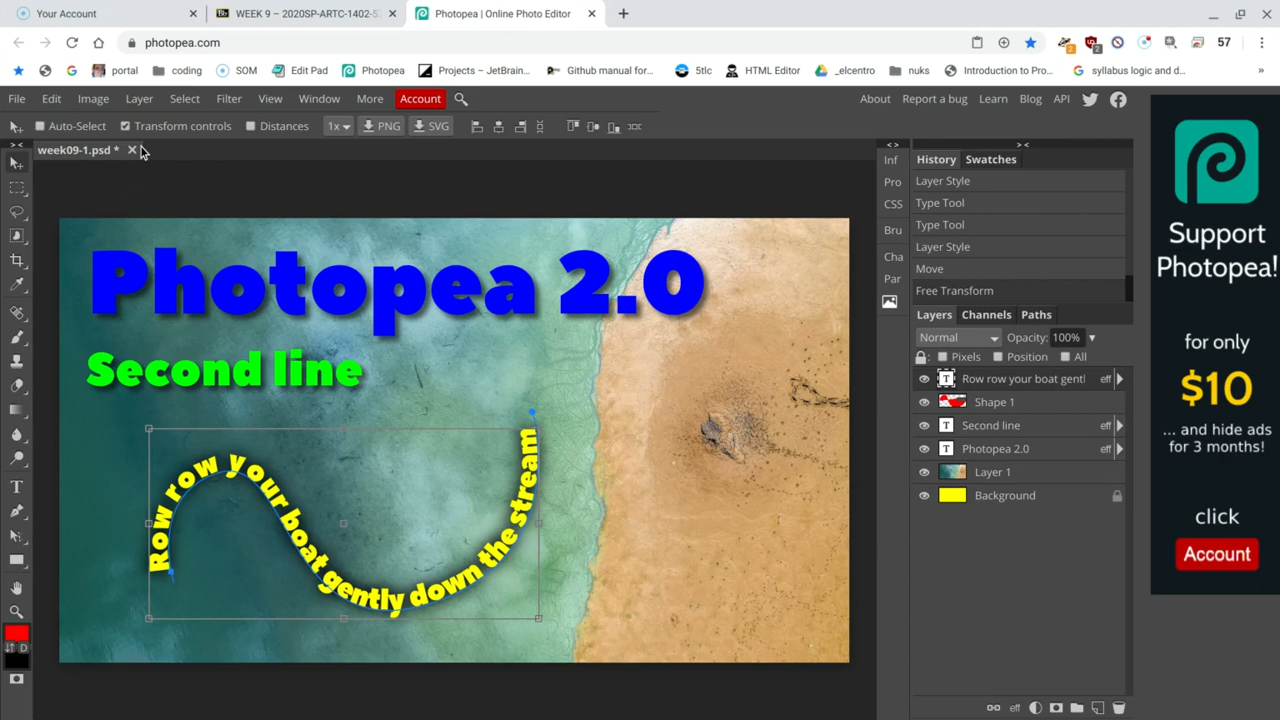 Your Account
WEEK 9 – 2020SP-ARTC-1402-5
Photopea | Online Photo Editor
photopea.com
57
portal
coding
SOM
Edit Pad
Photopea
Projects – JetBrain...
Github manual for...
5tlc
HTML Editor
_elcentro
nuks
Introduction to Pro...
syllabus logic and d...
»
File Edit Image Layer Select Filter View Window More Account
About Report a bug Learn Blog API
Auto-Select Transform controls Distances 1x PNG SVG
week09-1.psd *
> <
< >
> <
Inf
Pro
CSS
Bru
Cha
Par
History Swatches
Layer Style
Type Tool
Type Tool
Layer Style
Move
Free Transform
Layers Channels Paths
Normal Opacity: 100%
Pixels Position All
Row row your boat gentl eff
Shape 1
Second line eff
Photopea 2.0 eff
Layer 1
Background
eff
Photopea 2.0
Second line
Row row your boat gently down the stream
T
D
Support
Photopea!
for only
$10
... and hide ads
for 3 months!
click
Account